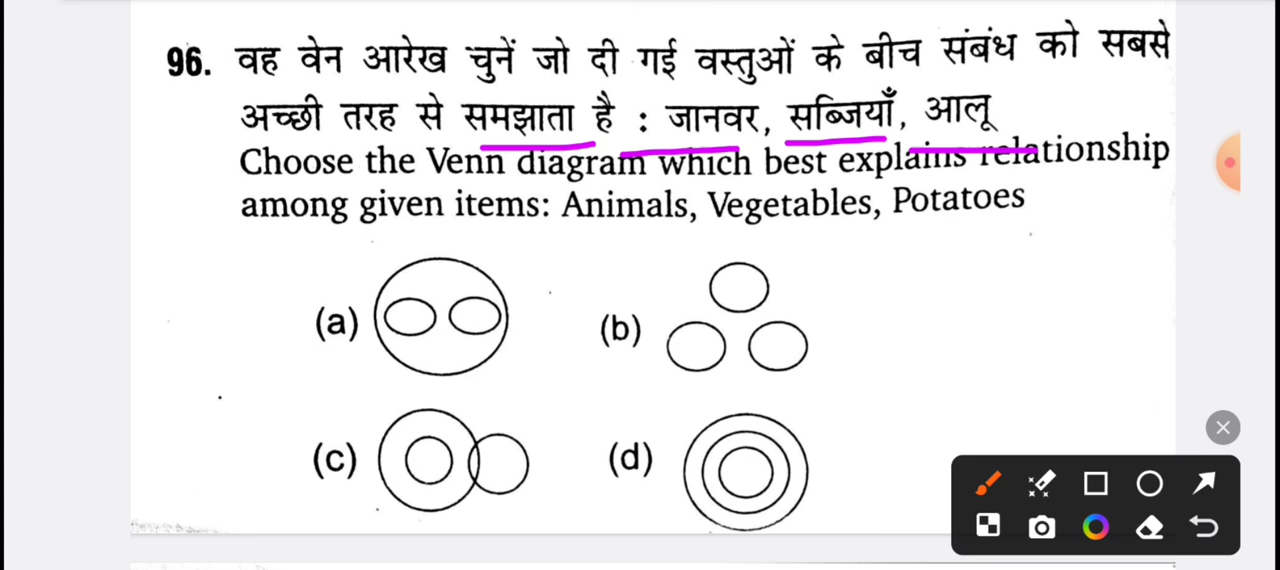 96. वह वेन आरेख चुनें जो दी गई वस्तुओं के बीच संबंध को सबसे
अच्छी तरह से समझाता है : जानवर, सब्जियाँ, आलू
Choose the Venn diagram which best explains relationship
among given items: Animals, Vegetables, Potatoes
(a) (b)
(c) (d)